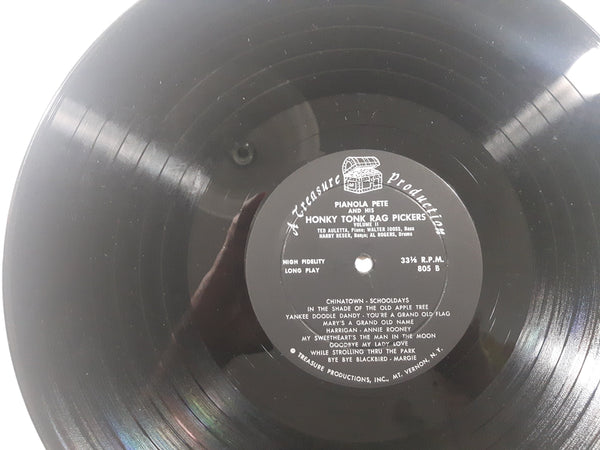 A Treasure Production
PIANOLA PETE
AND HIS
HONKY TONK RAG PICKERS
VOLUME II
TED AULETTA, Piano; WALTER JOOSS, Bass
HARRY RESER, Banjo; AL ROGERS, Drums
HIGH FIDELITY
LONG PLAY
33⅓ R.P.M.
805 B
CHINATOWN - SCHOOLDAYS
IN THE SHADE OF THE OLD APPLE TREE
YANKEE DOODLE DANDY - YOU'RE A GRAND OLD FLAG
MARY'S A GRAND OLD NAME
HARRIGAN - ANNIE ROONEY
MY SWEETHEART'S THE MAN IN THE MOON
GOODBYE MY LADY LOVE
WHILE STROLLING THRU THE PARK
BYE BYE BLACKBIRD - MARGIE
© TREASURE PRODUCTIONS, INC., MT. VERNON, N.Y.